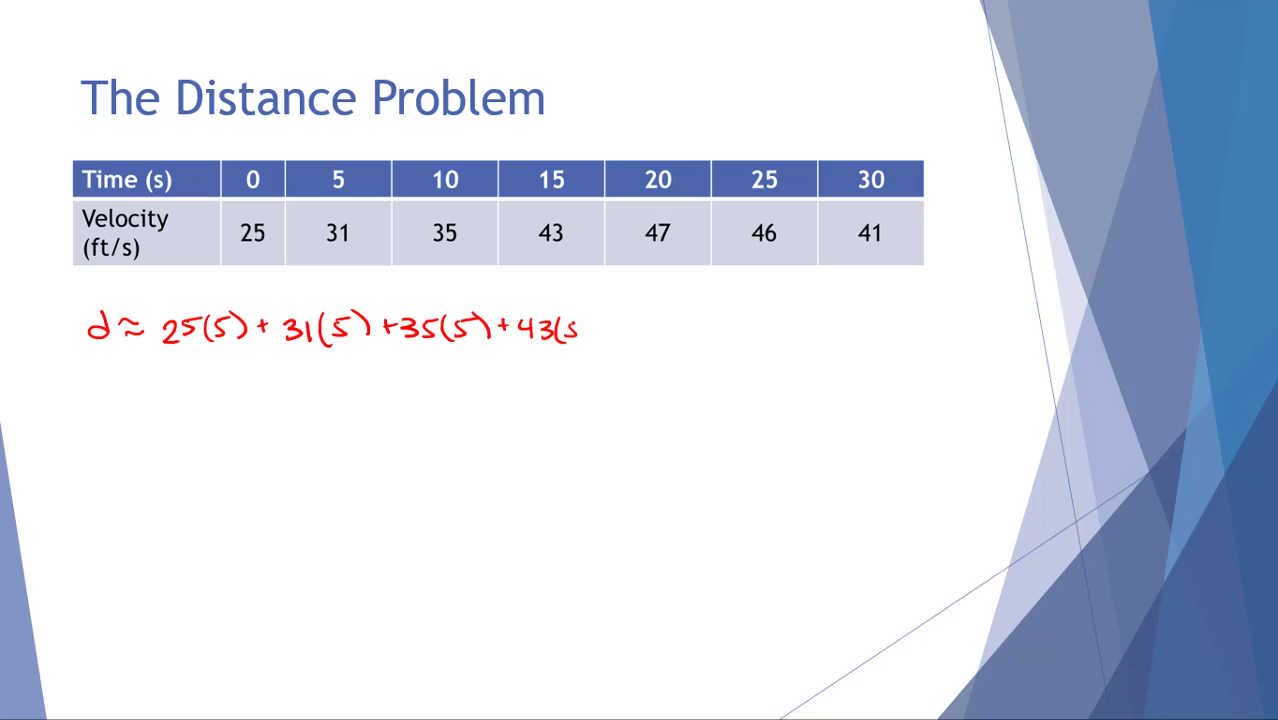 The Distance Problem
Time (s) 0 5 10 15 20 25 30
Velocity (ft/s) 25 31 35 43 47 46 41
d ≈ 25(5) + 31(5) + 35(5) + 43(5